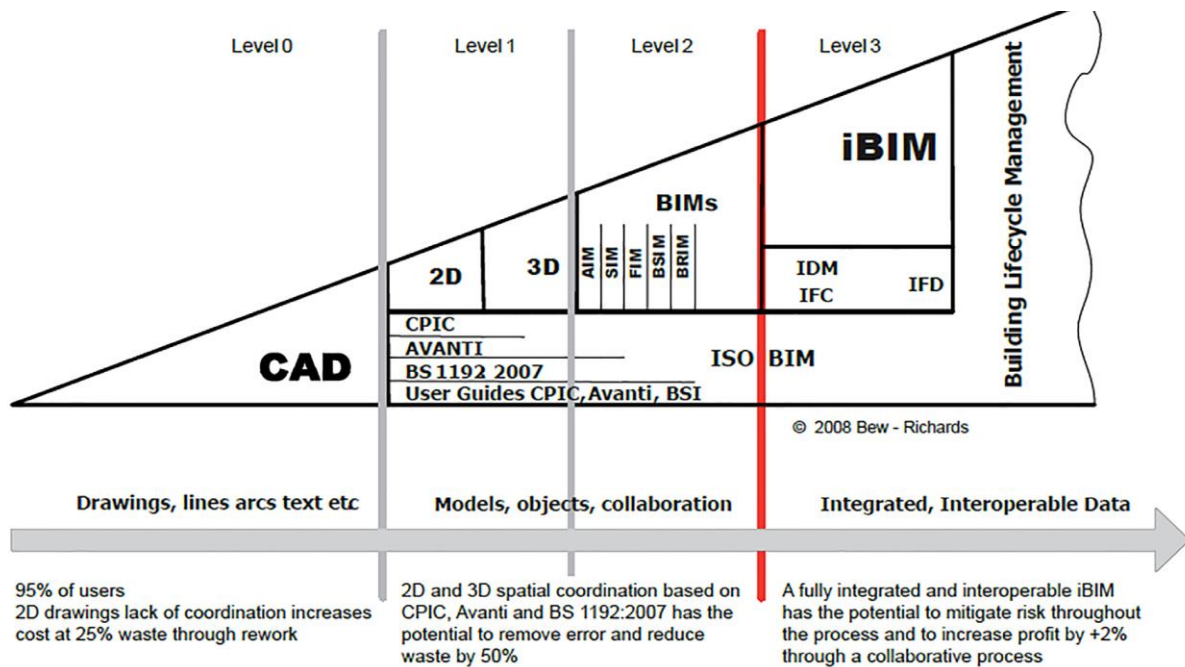 Level 0
Level 1
Level 2
Level 3
iBIM
Building Lifecycle Management
BIMs
2D
3D
AIM
SIM
FIM
BSIM
BRIM
IDM
IFC
IFD
CAD
CPIC
AVANTI
BS 1192 2007
User Guides CPIC, Avanti, BSI
ISO BIM
© 2008 Bew - Richards
Drawings, lines arcs text etc
Models, objects, collaboration
Integrated, Interoperable Data
95% of users
2D drawings lack of coordination increases
cost at 25% waste through rework
2D and 3D spatial coordination based on
CPIC, Avanti and BS 1192:2007 has the
potential to remove error and reduce
waste by 50%
A fully integrated and interoperable iBIM
has the potential to mitigate risk throughout
the process and to increase profit by +2%
through a collaborative process